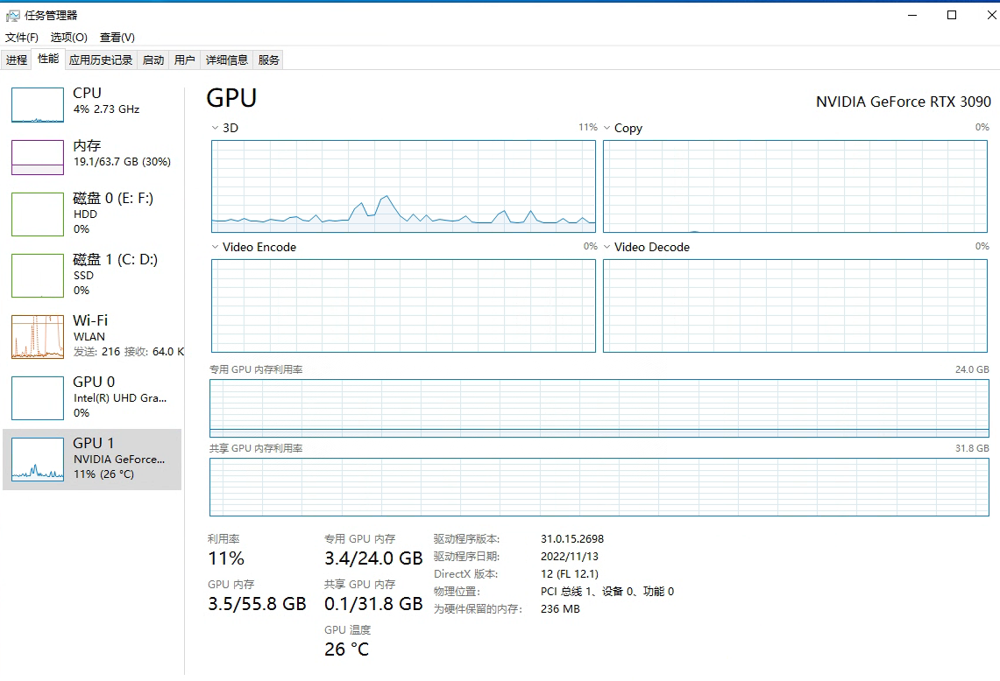 任务管理器
文件(F) 选项(O) 查看(V)
进程 性能 应用历史记录 启动 用户 详细信息 服务
CPU
4% 2.73 GHz
内存
19.1/63.7 GB (30%)
磁盘 0 (E: F:)
HDD
0%
磁盘 1 (C: D:)
SSD
0%
Wi-Fi
WLAN
发送: 216 接收: 64.0 K
GPU 0
Intel(R) UHD Gra...
0%
GPU 1
NVIDIA GeForce...
11% (26 °C)
GPU
NVIDIA GeForce RTX 3090
3D 11%
Copy 0%
Video Encode 0%
Video Decode 0%
专用 GPU 内存利用率 24.0 GB
共享 GPU 内存利用率 31.8 GB
利用率
11%
GPU 内存
3.5/55.8 GB
专用 GPU 内存
3.4/24.0 GB
共享 GPU 内存
0.1/31.8 GB
GPU 温度
26 °C
驱动程序版本: 31.0.15.2698
驱动程序日期: 2022/11/13
DirectX 版本: 12 (FL 12.1)
物理位置: PCI 总线 1、设备 0、功能 0
为硬件保留的内存: 236 MB